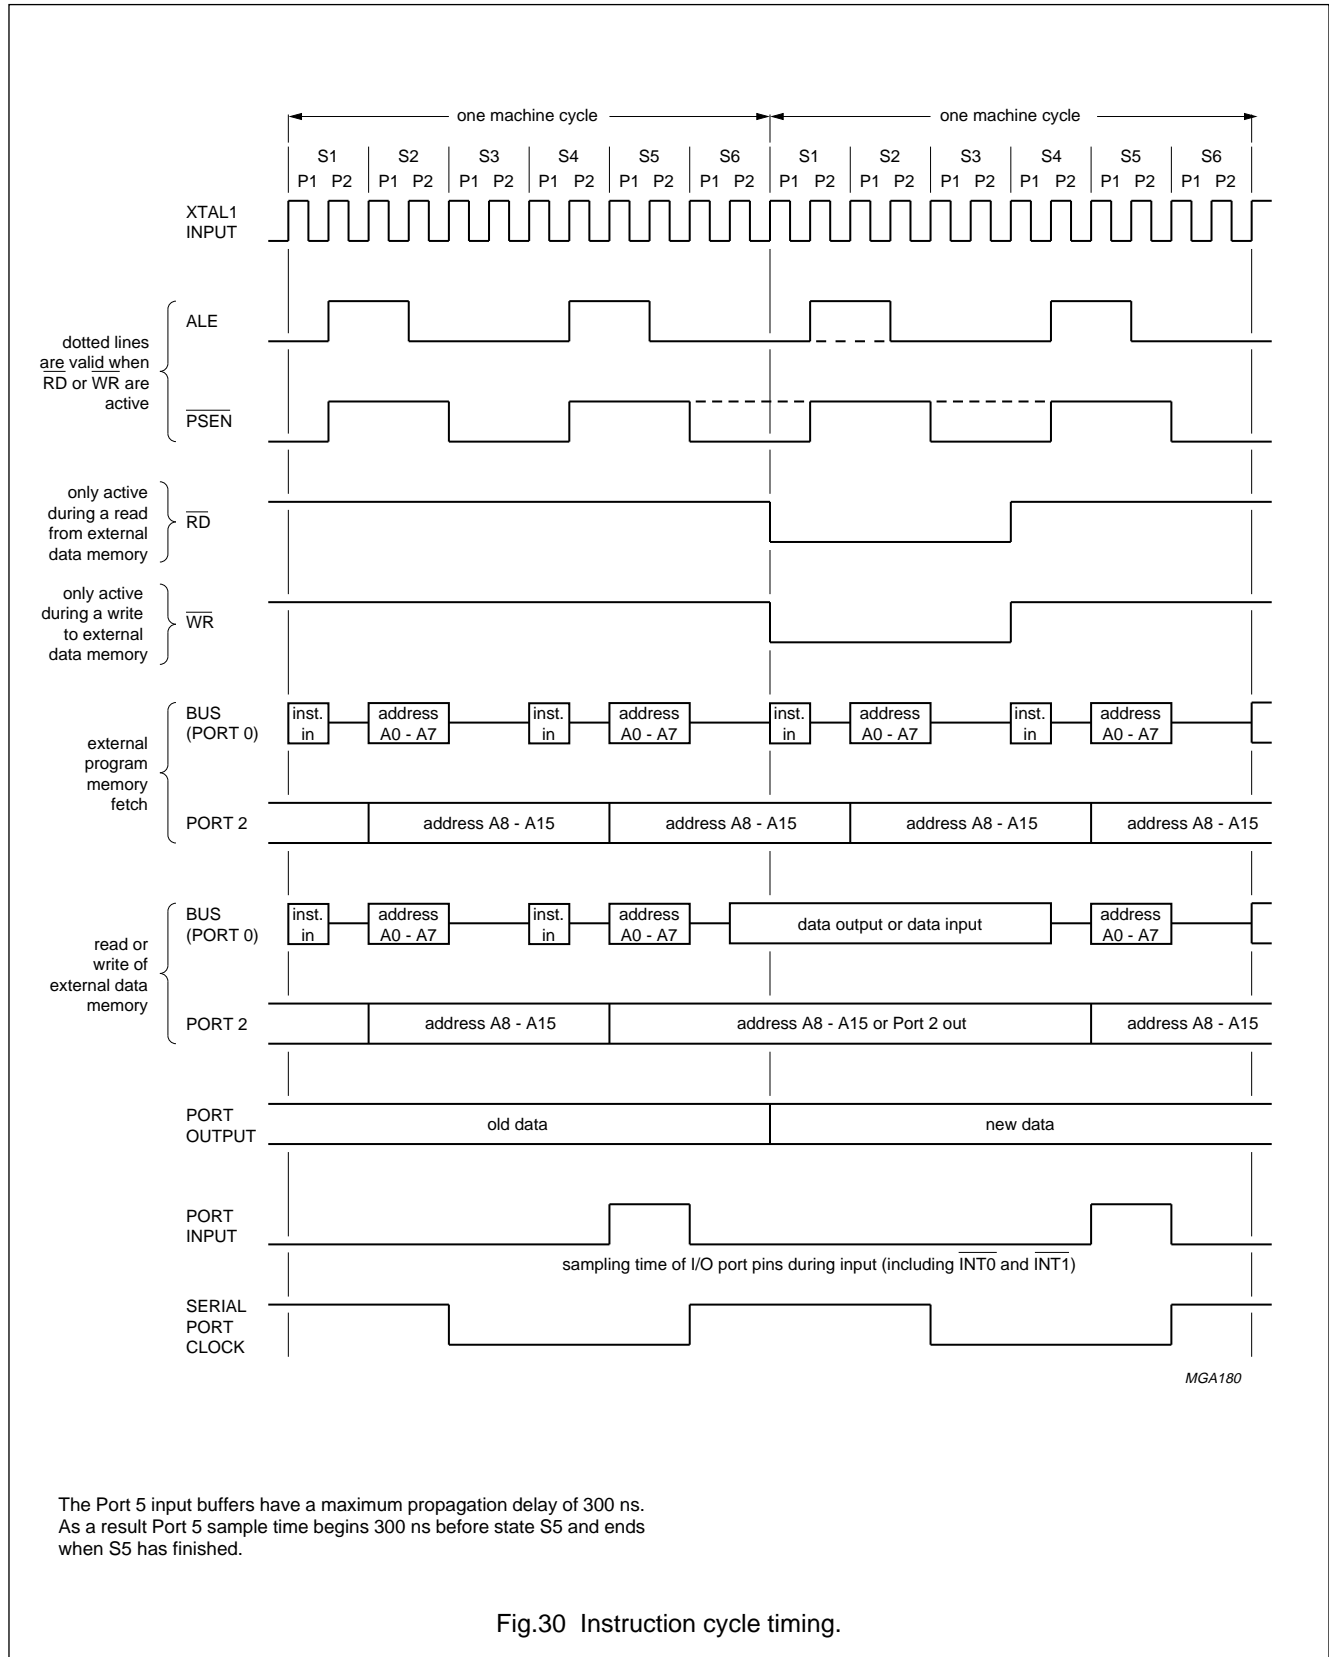 one machine cycle one machine cycle
S1 S2 S3 S4 S5 S6 S1 S2 S3 S4 S5 S6
P1 P2 P1 P2 P1 P2 P1 P2 P1 P2 P1 P2 P1 P2 P1 P2 P1 P2 P1 P2 P1 P2 P1 P2
XTAL1
INPUT
dotted lines
are valid when
RD or WR are
active
ALE
PSEN
only active
during a read
from external
data memory
RD
only active
during a write
to external
data memory
WR
external
program
memory
fetch
BUS
(PORT 0)
inst. address inst. address inst. address inst. address
in A0 - A7 in A0 - A7 in A0 - A7 in A0 - A7
PORT 2
address A8 - A15 address A8 - A15 address A8 - A15 address A8 - A15
read or
write of
external data
memory
BUS
(PORT 0)
inst. address inst. address data output or data input address
in A0 - A7 in A0 - A7 A0 - A7
PORT 2
address A8 - A15 address A8 - A15 or Port 2 out address A8 - A15
PORT
OUTPUT
old data new data
PORT
INPUT
sampling time of I/O port pins during input (including INT0 and INT1)
SERIAL
PORT
CLOCK
MGA180
The Port 5 input buffers have a maximum propagation delay of 300 ns.
As a result Port 5 sample time begins 300 ns before state S5 and ends
when S5 has finished.
Fig.30 Instruction cycle timing.